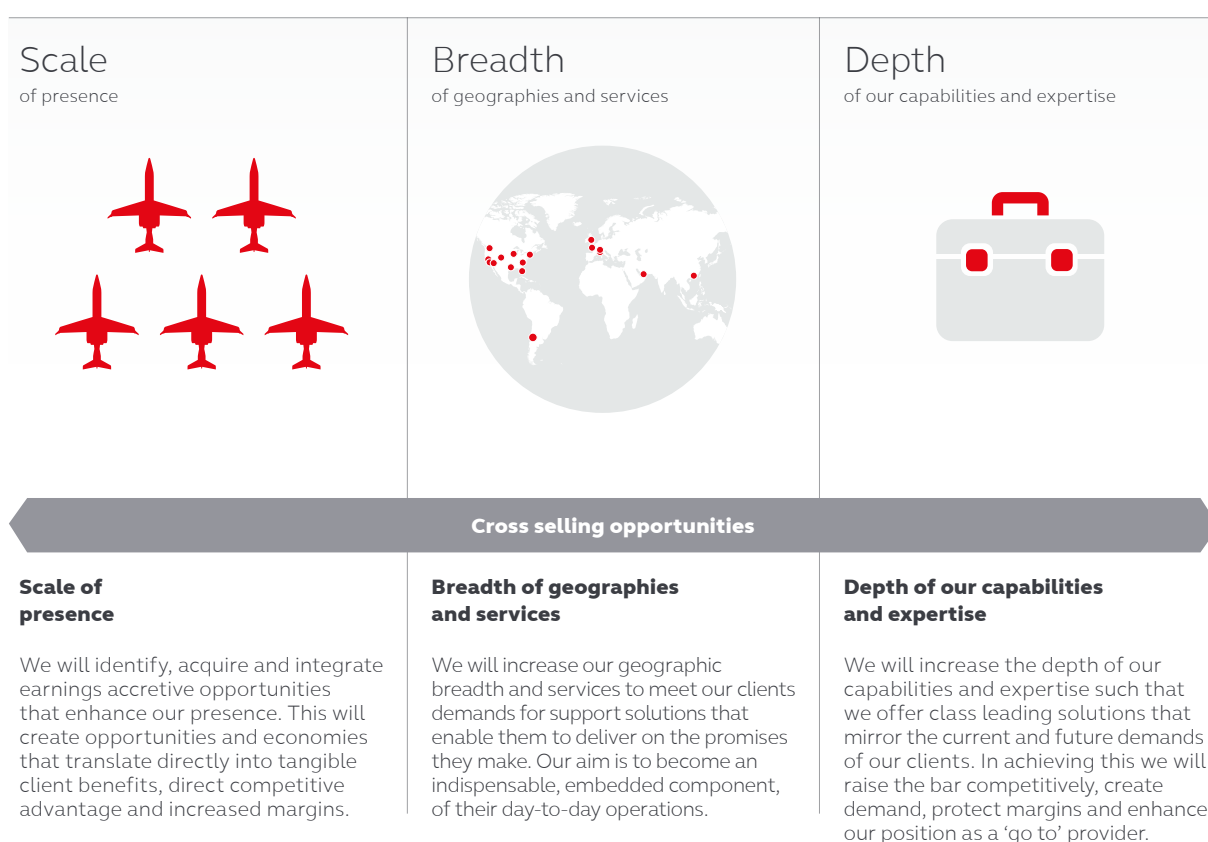 Scale
of presence
Breadth
of geographies and services
Depth
of our capabilities and expertise
Cross selling opportunities
Scale of
presence
We will identify, acquire and integrate
earnings accretive opportunities
that enhance our presence. This will
create opportunities and economies
that translate directly into tangible
client benefits, direct competitive
advantage and increased margins.
Breadth of geographies
and services
We will increase our geographic
breadth and services to meet our clients
demands for support solutions that
enable them to deliver on the promises
they make. Our aim is to become an
indispensable, embedded component,
of their day-to-day operations.
Depth of our capabilities
and expertise
We will increase the depth of our
capabilities and expertise such that
we offer class leading solutions that
mirror the current and future demands
of our clients. In achieving this we will
raise the bar competitively, create
demand, protect margins and enhance
our position as a ‘go to’ provider.